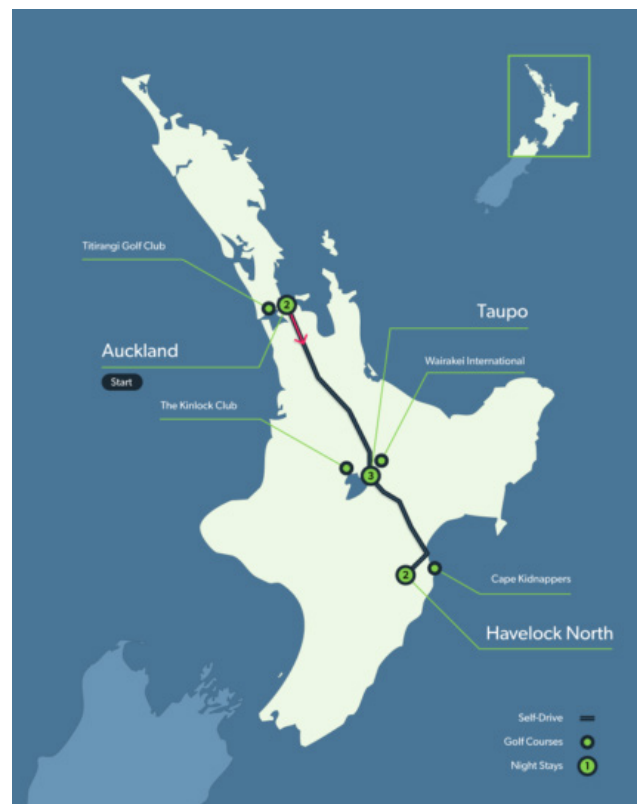 Titirangi Golf Club
2
Taupo
Auckland
Wairakei International
Start
The Kinlock Club
3
2
Cape Kidnappers
Havelock North
Self-Drive
Golf Courses
Night Stays 1